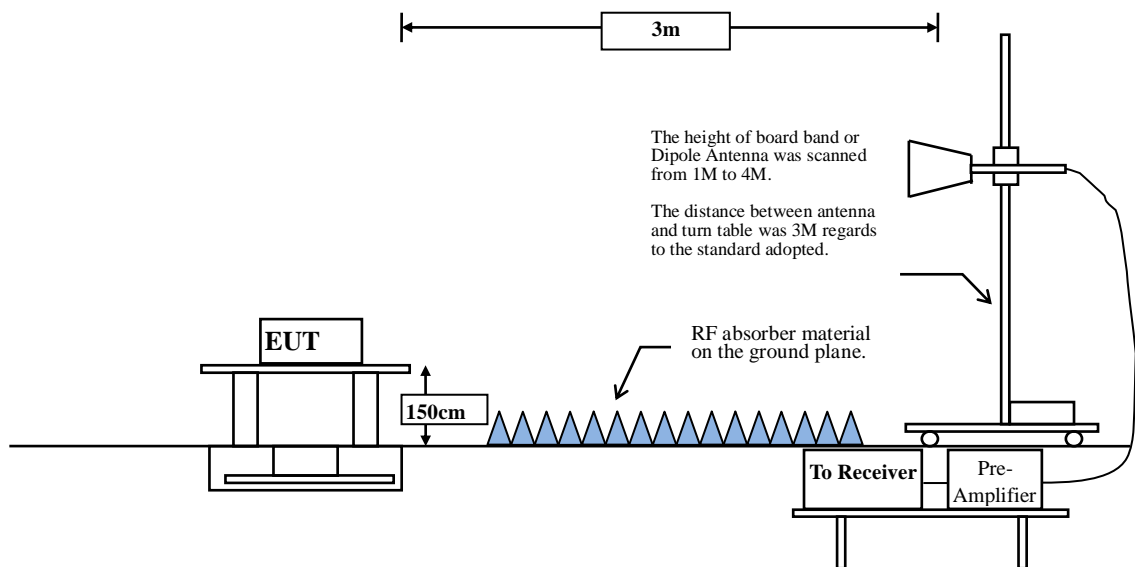 3m
The height of board band or
Dipole Antenna was scanned
from 1M to 4M.
The distance between antenna
and turn table was 3M regards
to the standard adopted.
EUT
RF absorber material
on the ground plane.
150cm
To Receiver
Pre-
Amplifier